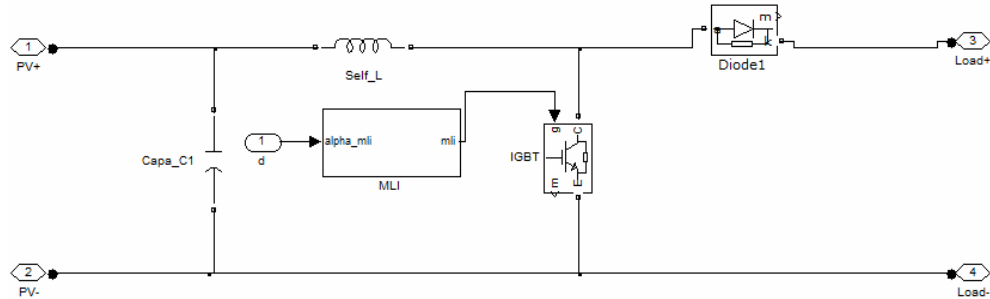 m
k
Diode1
1
PV+
3
Load+
Self_L
1
d
alpha_mli
mli
MLI
g
C
IGBT
m
E
Capa_C1
2
PV-
4
Load-